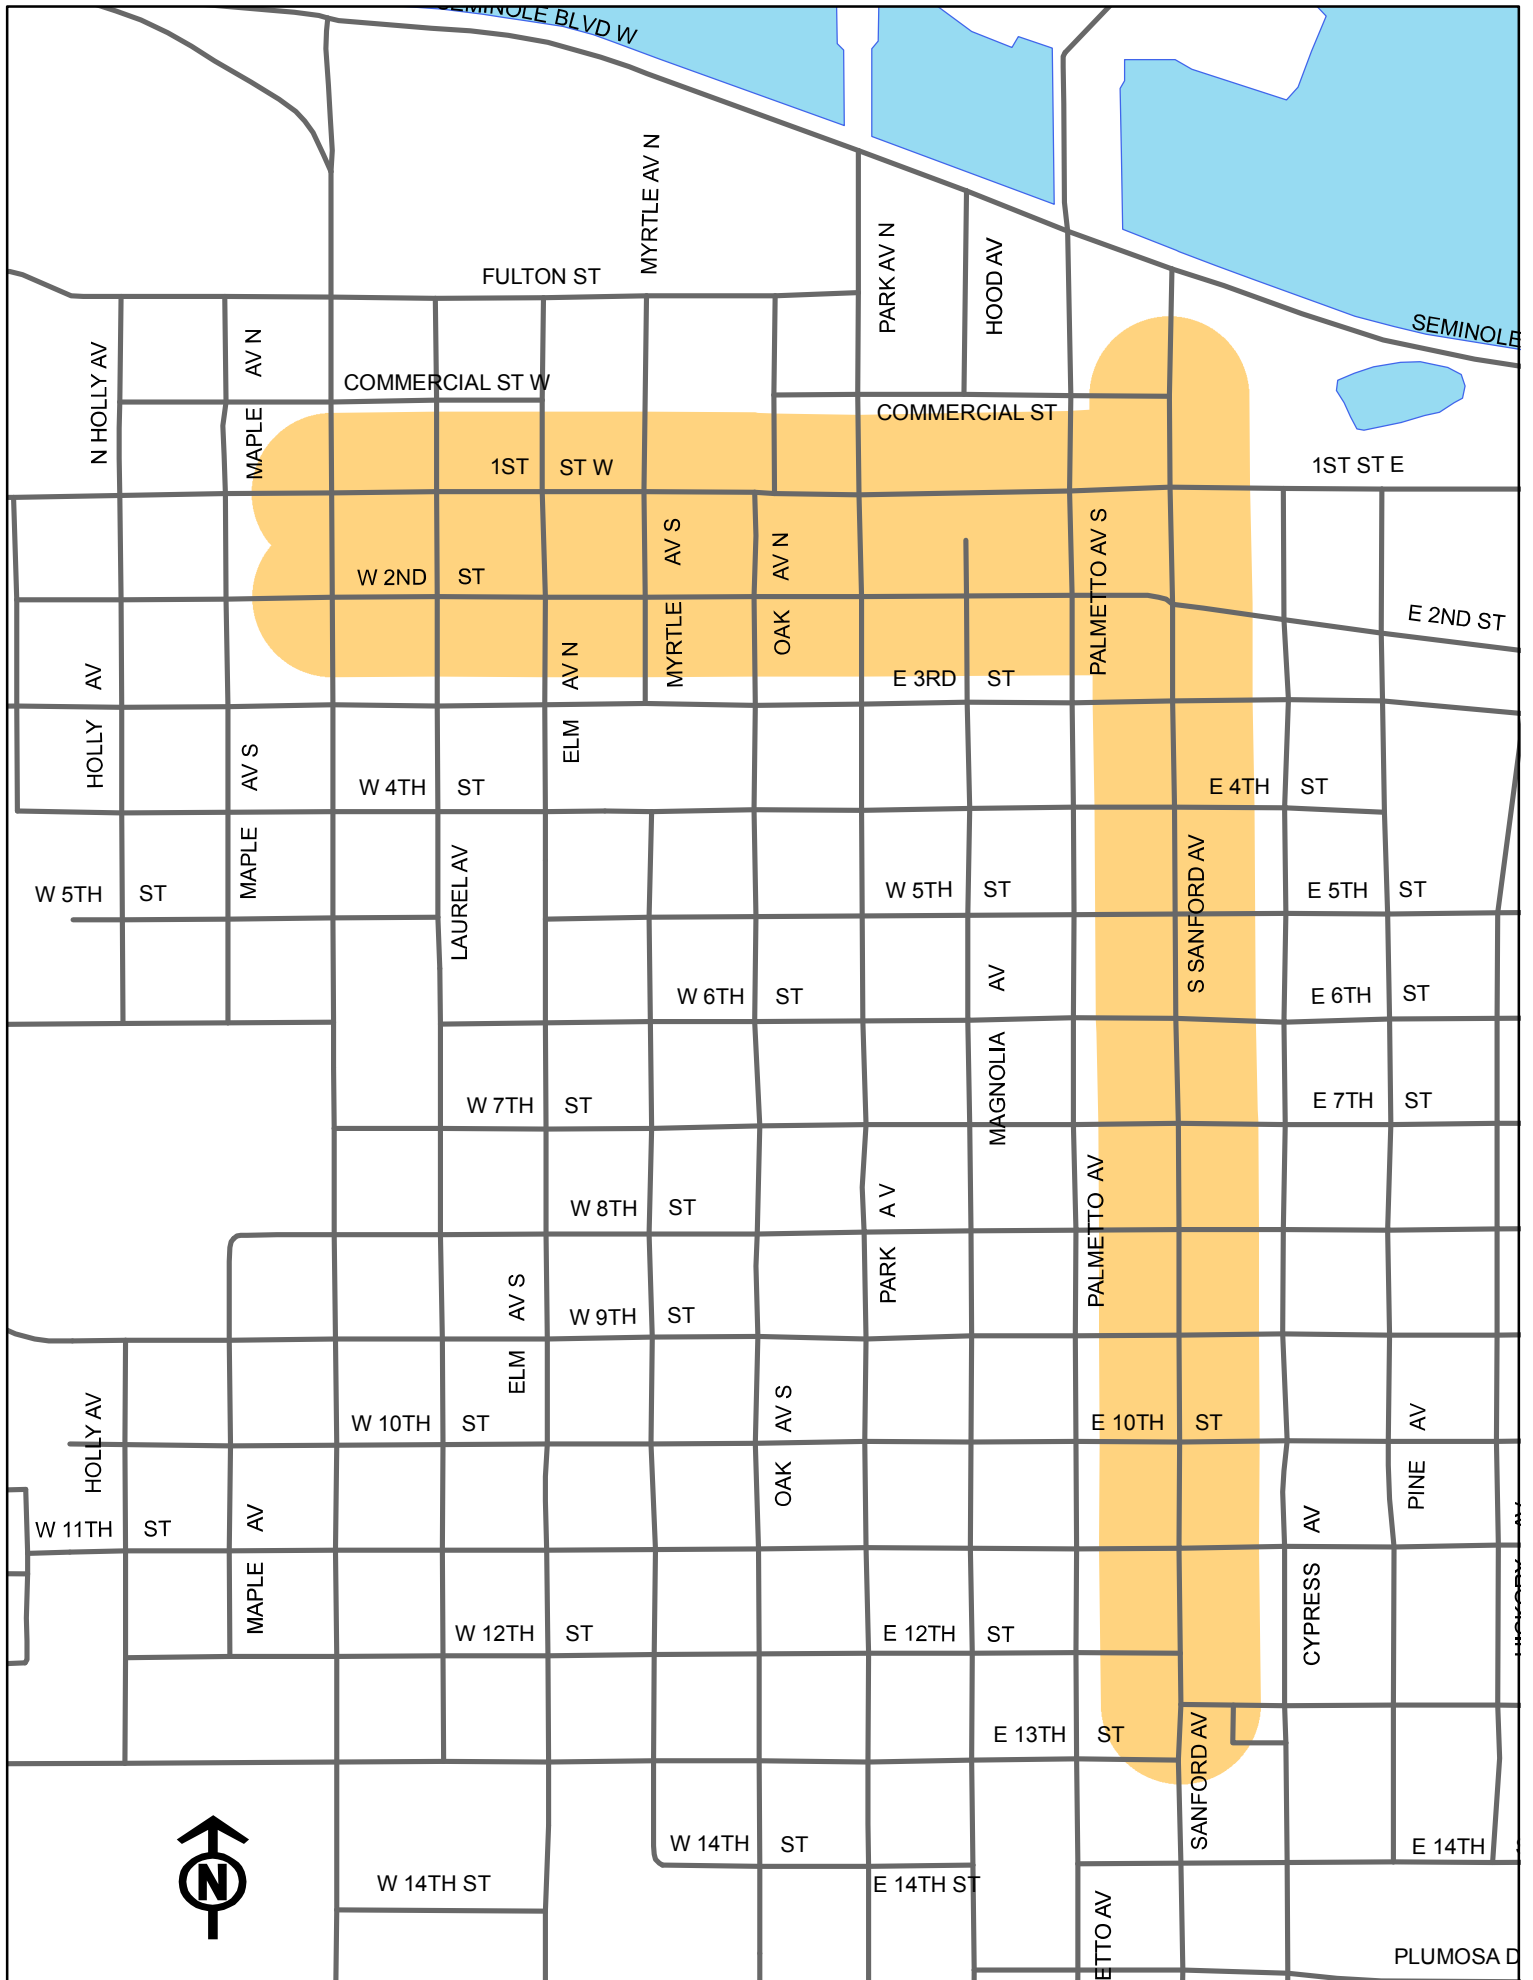 SEMINOLE BLVD W
MYRTLE AV N
FULTON ST
PARK AV N
HOOD AV
SEMINOLE
N HOLLY AV
MAPLE AV N
COMMERCIAL ST W
COMMERCIAL ST
1ST ST W
1ST ST E
MYRTLE AV S
OAK AV N
PALMETTO AV S
W 2ND ST
E 2ND ST
HOLLY AV
ELM AV N
E 3RD ST
MAPLE AV S
W 4TH ST
E 4TH ST
LAUREL AV
S SANFORD AV
W 5TH ST
W 5TH ST
E 5TH ST
MAGNOLIA AV
W 6TH ST
E 6TH ST
W 7TH ST
E 7TH ST
PALMETTO AV
PARK A V
W 8TH ST
ELM AV S
W 9TH ST
HOLLY AV
OAK AV S
W 10TH ST
E 10TH ST
PINE AV
W 11TH ST
MAPLE AV
CYPRESS AV
HICKORY AV
W 12TH ST
E 12TH ST
E 13TH ST
SANFORD AV
W 14TH ST
E 14TH
W 14TH ST
E 14TH ST
ETTO AV
PLUMOSA D
N